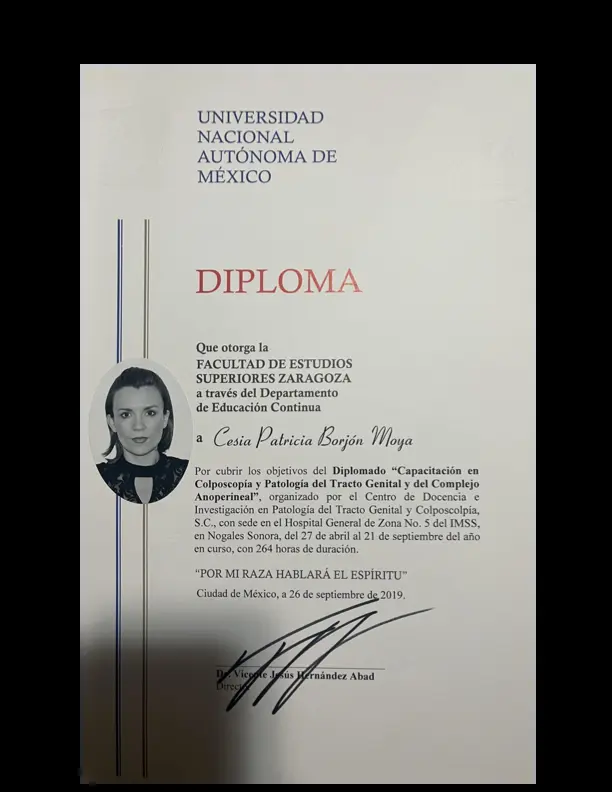 UNIVERSIDAD
NACIONAL
AUTÓNOMA DE
MÉXICO
DIPLOMA
Que otorga la
FACULTAD DE ESTUDIOS
SUPERIORES ZARAGOZA
a través del Departamento
de Educación Continua
a Cesia Patricia Borjón Moya
Por cubrir los objetivos del Diplomado “Capacitación en
Colposcopía y Patología del Tracto Genital y del Complejo
Anoperineal”, organizado por el Centro de Docencia e
Investigación en Patología del Tracto Genital y Colposcolpía,
S.C., con sede en el Hospital General de Zona No. 5 del IMSS,
en Nogales Sonora, del 27 de abril al 21 de septiembre del año
en curso, con 264 horas de duración.
“POR MI RAZA HABLARÁ EL ESPÍRITU”
Ciudad de México, a 26 de septiembre de 2019.
Dr. Vicente Jesús Hernández Abad
Director